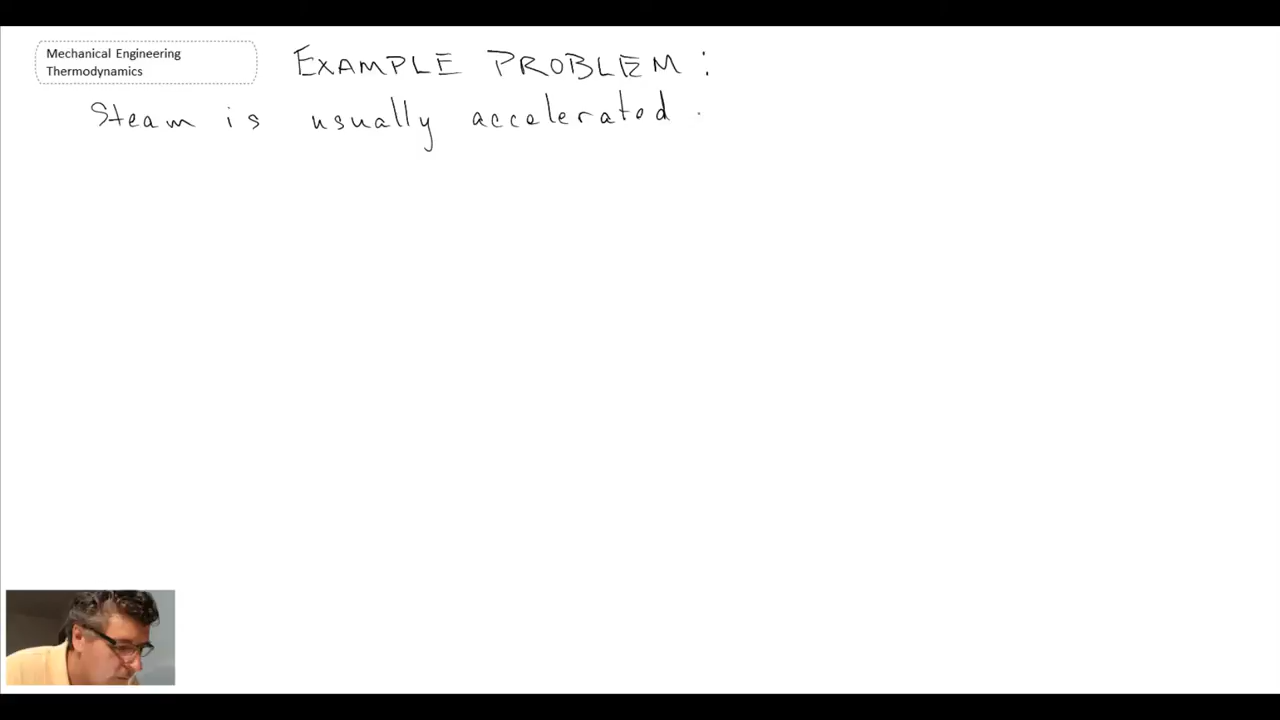 Mechanical Engineering
Thermodynamics
EXAMPLE PROBLEM :
Steam is usually accelerated